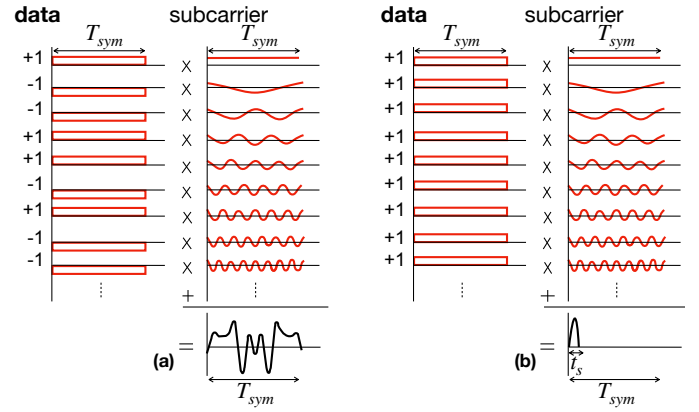 data subcarrier
T_sym T_sym
+1 ×
-1 ×
-1 ×
+1 ×
+1 ×
-1 ×
+1 ×
-1 ×
-1 ×
+
(a) =
T_sym
data subcarrier
T_sym T_sym
+1 ×
+1 ×
+1 ×
+1 ×
+1 ×
+1 ×
+1 ×
+1 ×
+1 ×
+
(b) =
t_s
T_sym